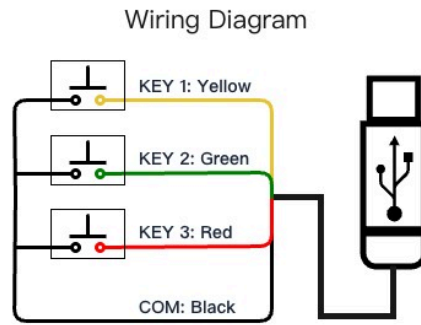 Wiring Diagram
KEY 1: Yellow
KEY 2: Green
KEY 3: Red
COM: Black